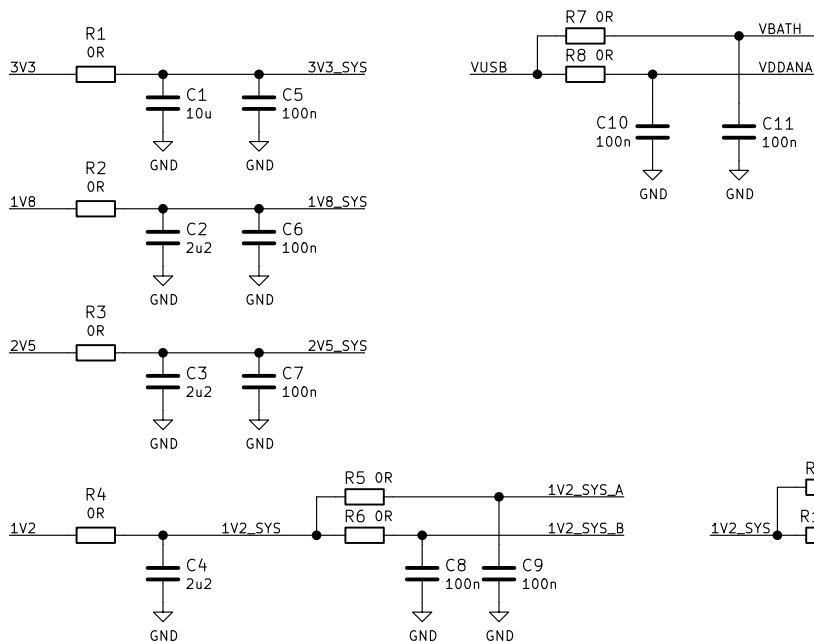 R1
0R
3V3
3V3_SYS
C1
10u
C5
100n
GND
GND
R2
0R
1V8
1V8_SYS
C2
2u2
C6
100n
GND
GND
R3
0R
2V5
2V5_SYS
C3
2u2
C7
100n
GND
GND
R4
0R
1V2
1V2_SYS
C4
2u2
GND
R5 0R
1V2_SYS_A
R6 0R
1V2_SYS_B
C8
100n
C9
100n
GND
GND
R7 0R
VBATH
VUSB
R8 0R
VDDANA
C10
100n
C11
100n
GND
GND
1V2_SYS